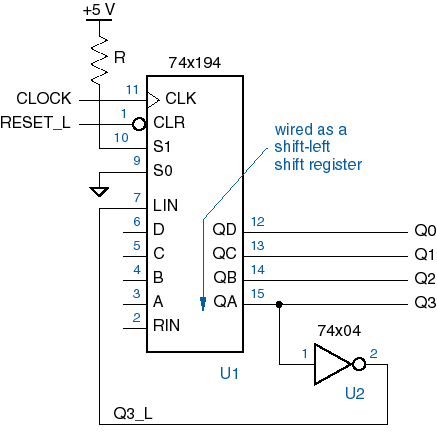 +5 V
R
74x194
CLOCK
11
CLK
RESET_L
1
CLR
10
S1
9
S0
7
LIN
6
D
5
C
4
B
3
A
2
RIN
wired as a
shift-left
shift register
QD
12
Q0
QC
13
Q1
QB
14
Q2
QA
15
Q3
74x04
1
2
U1
U2
Q3_L